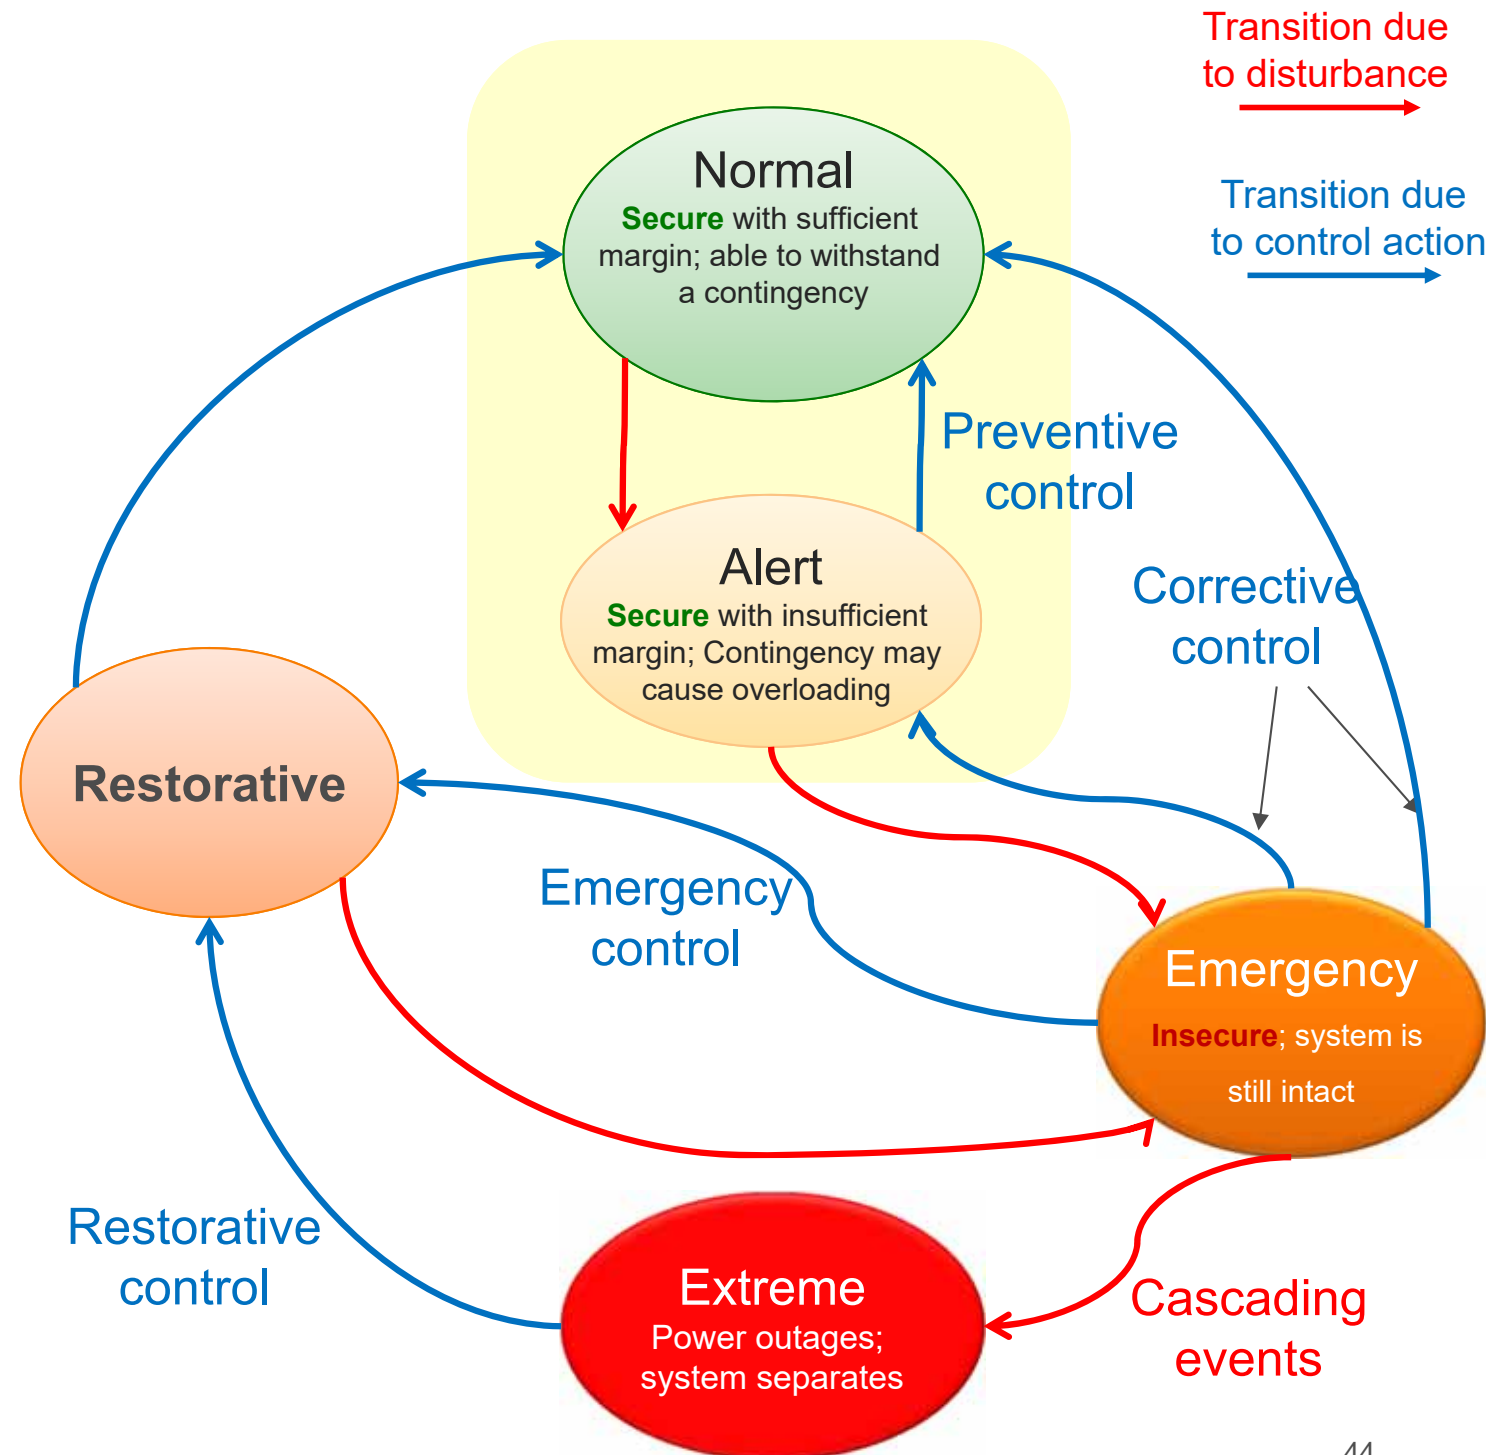 Transition due
to disturbance
Transition due
to control action
Normal
Secure with sufficient
margin; able to withstand
a contingency
Preventive
control
Alert
Secure with insufficient
margin; Contingency may
cause overloading
Corrective
control
Restorative
Emergency
control
Emergency
Insecure; system is
still intact
Restorative
control
Extreme
Power outages;
system separates
Cascading
events
44